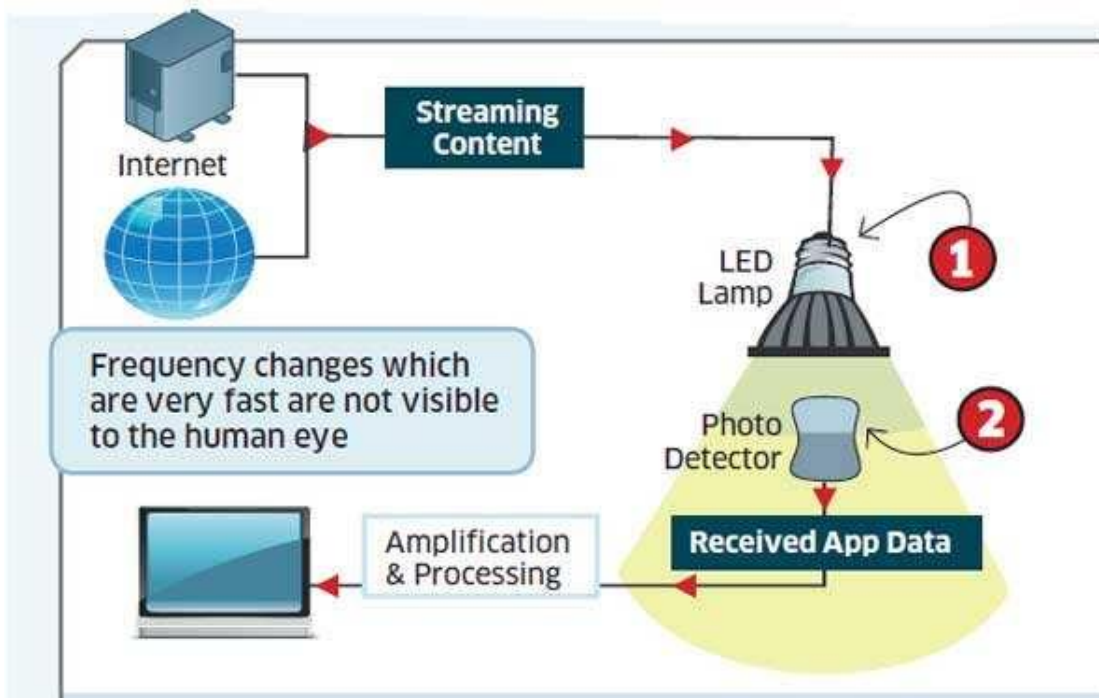 Internet
Streaming
Content
LED
Lamp
1
Frequency changes which
are very fast are not visible
to the human eye
Photo
Detector
2
Received App Data
Amplification
& Processing